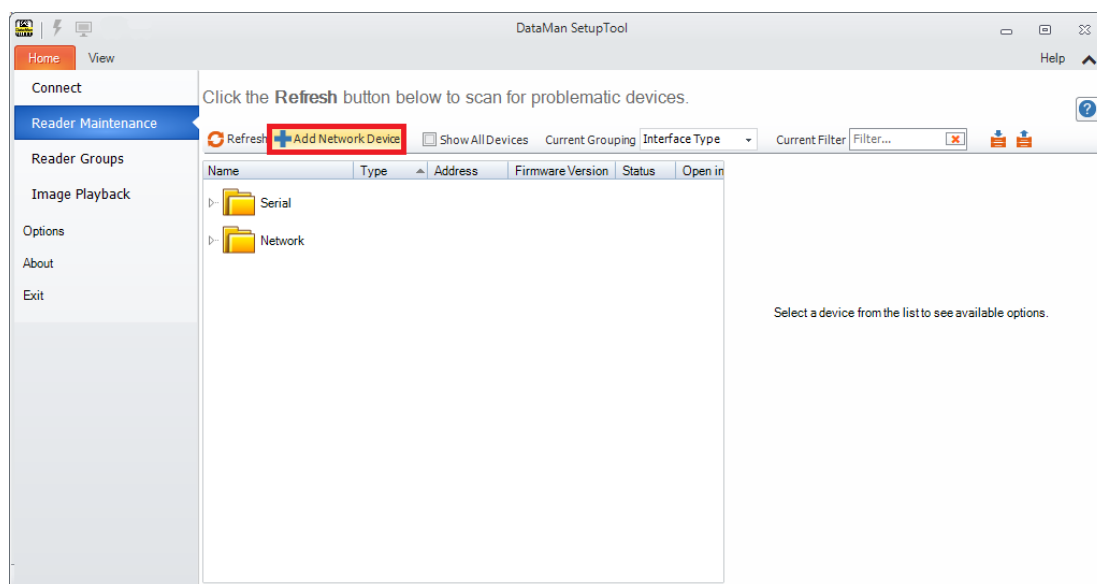 DataMan SetupTool
Home View Help
Connect
Reader Maintenance
Reader Groups
Image Playback
Options
About
Exit
Click the Refresh button below to scan for problematic devices.
Refresh Add Network Device Show All Devices Current Grouping Interface Type Current Filter Filter...
Name Type Address Firmware Version Status Open in
Serial
Network
Select a device from the list to see available options.